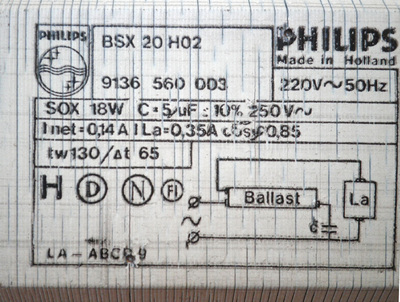 PHILIPS
BSX 20 H02
9136 560 003
PHILIPS
Made in Holland
220V~50Hz
SOX 18W C=5µF ± 10% 250V~
I net=0,14A I La=0,35A cosφ 0,85
tw130/Δt 65
H D N FI
Ballast
La
~
C
LA-ABC